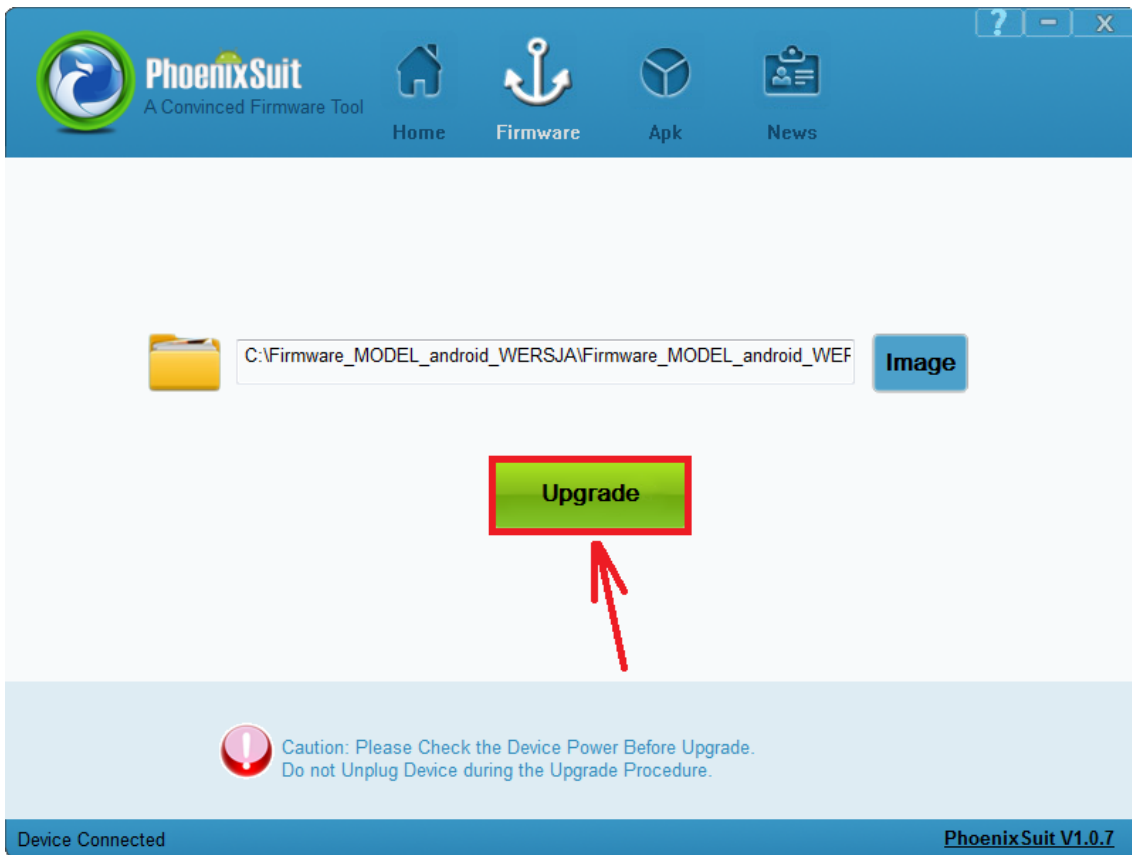 ? - X
PhoenixSuit
A Convinced Firmware Tool
Home Firmware Apk News
C:\Firmware_MODEL_android_WERSJA\Firmware_MODEL_android_WEF
Image
Upgrade
Caution: Please Check the Device Power Before Upgrade.
Do not Unplug Device during the Upgrade Procedure.
Device Connected
PhoenixSuit V1.0.7